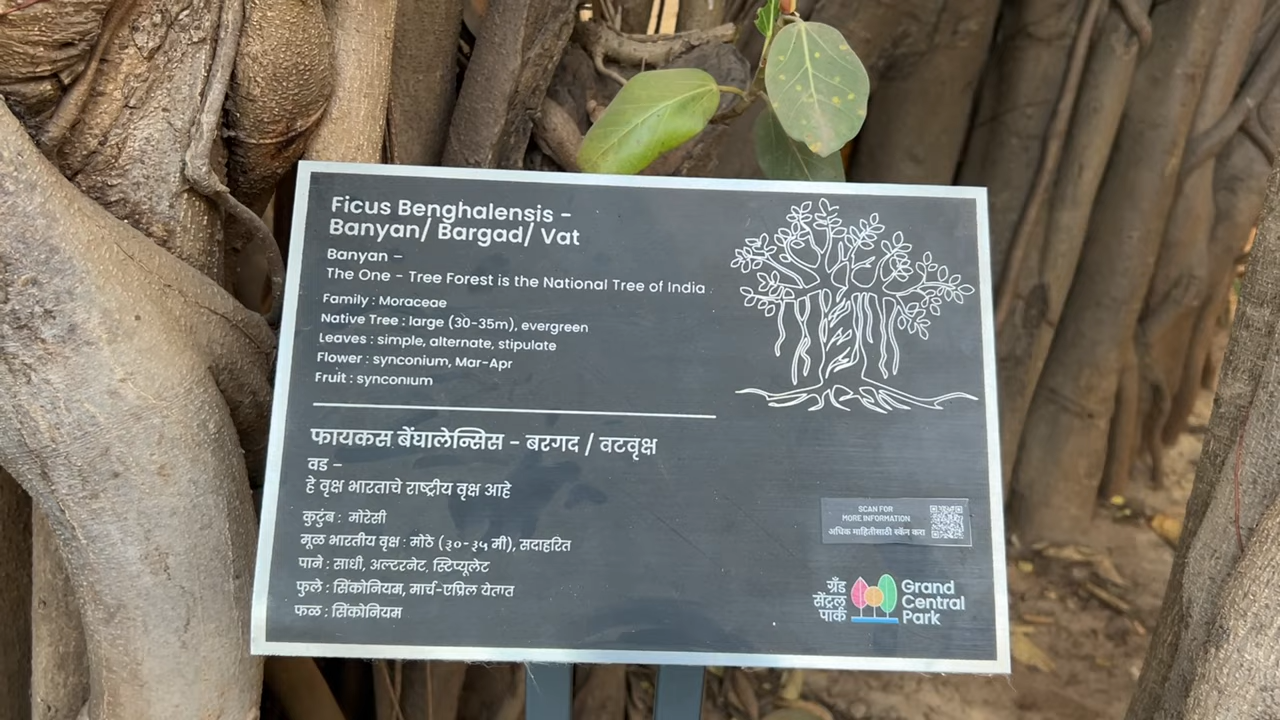 Ficus Benghalensis -
Banyan/ Bargad/ Vat
Banyan -
The One - Tree Forest is the National Tree of India
Family : Moraceae
Native Tree : large (30-35m), evergreen
Leaves : simple, alternate, stipulate
Flower : synconium, Mar-Apr
Fruit : synconium
फायकस बेंघालेन्सिस - बरगद / वटवृक्ष
वड -
हे वृक्ष भारताचे राष्ट्रीय वृक्ष आहे
कुटुंब : मोरेसी
मूळ भारतीय वृक्ष : मोठे (३०-३५ मी), सदाहरित
पाने : साधी, अल्टरनेट, स्टिप्यूलेट
फुले : सिंकोनियम, मार्च-एप्रिल येतात
फळ : सिंकोनियम
SCAN FOR
MORE INFORMATION
अधिक माहितीसाठी स्कॅन करा
ग्रँड
सेंट्रल
पार्क
Grand
Central
Park